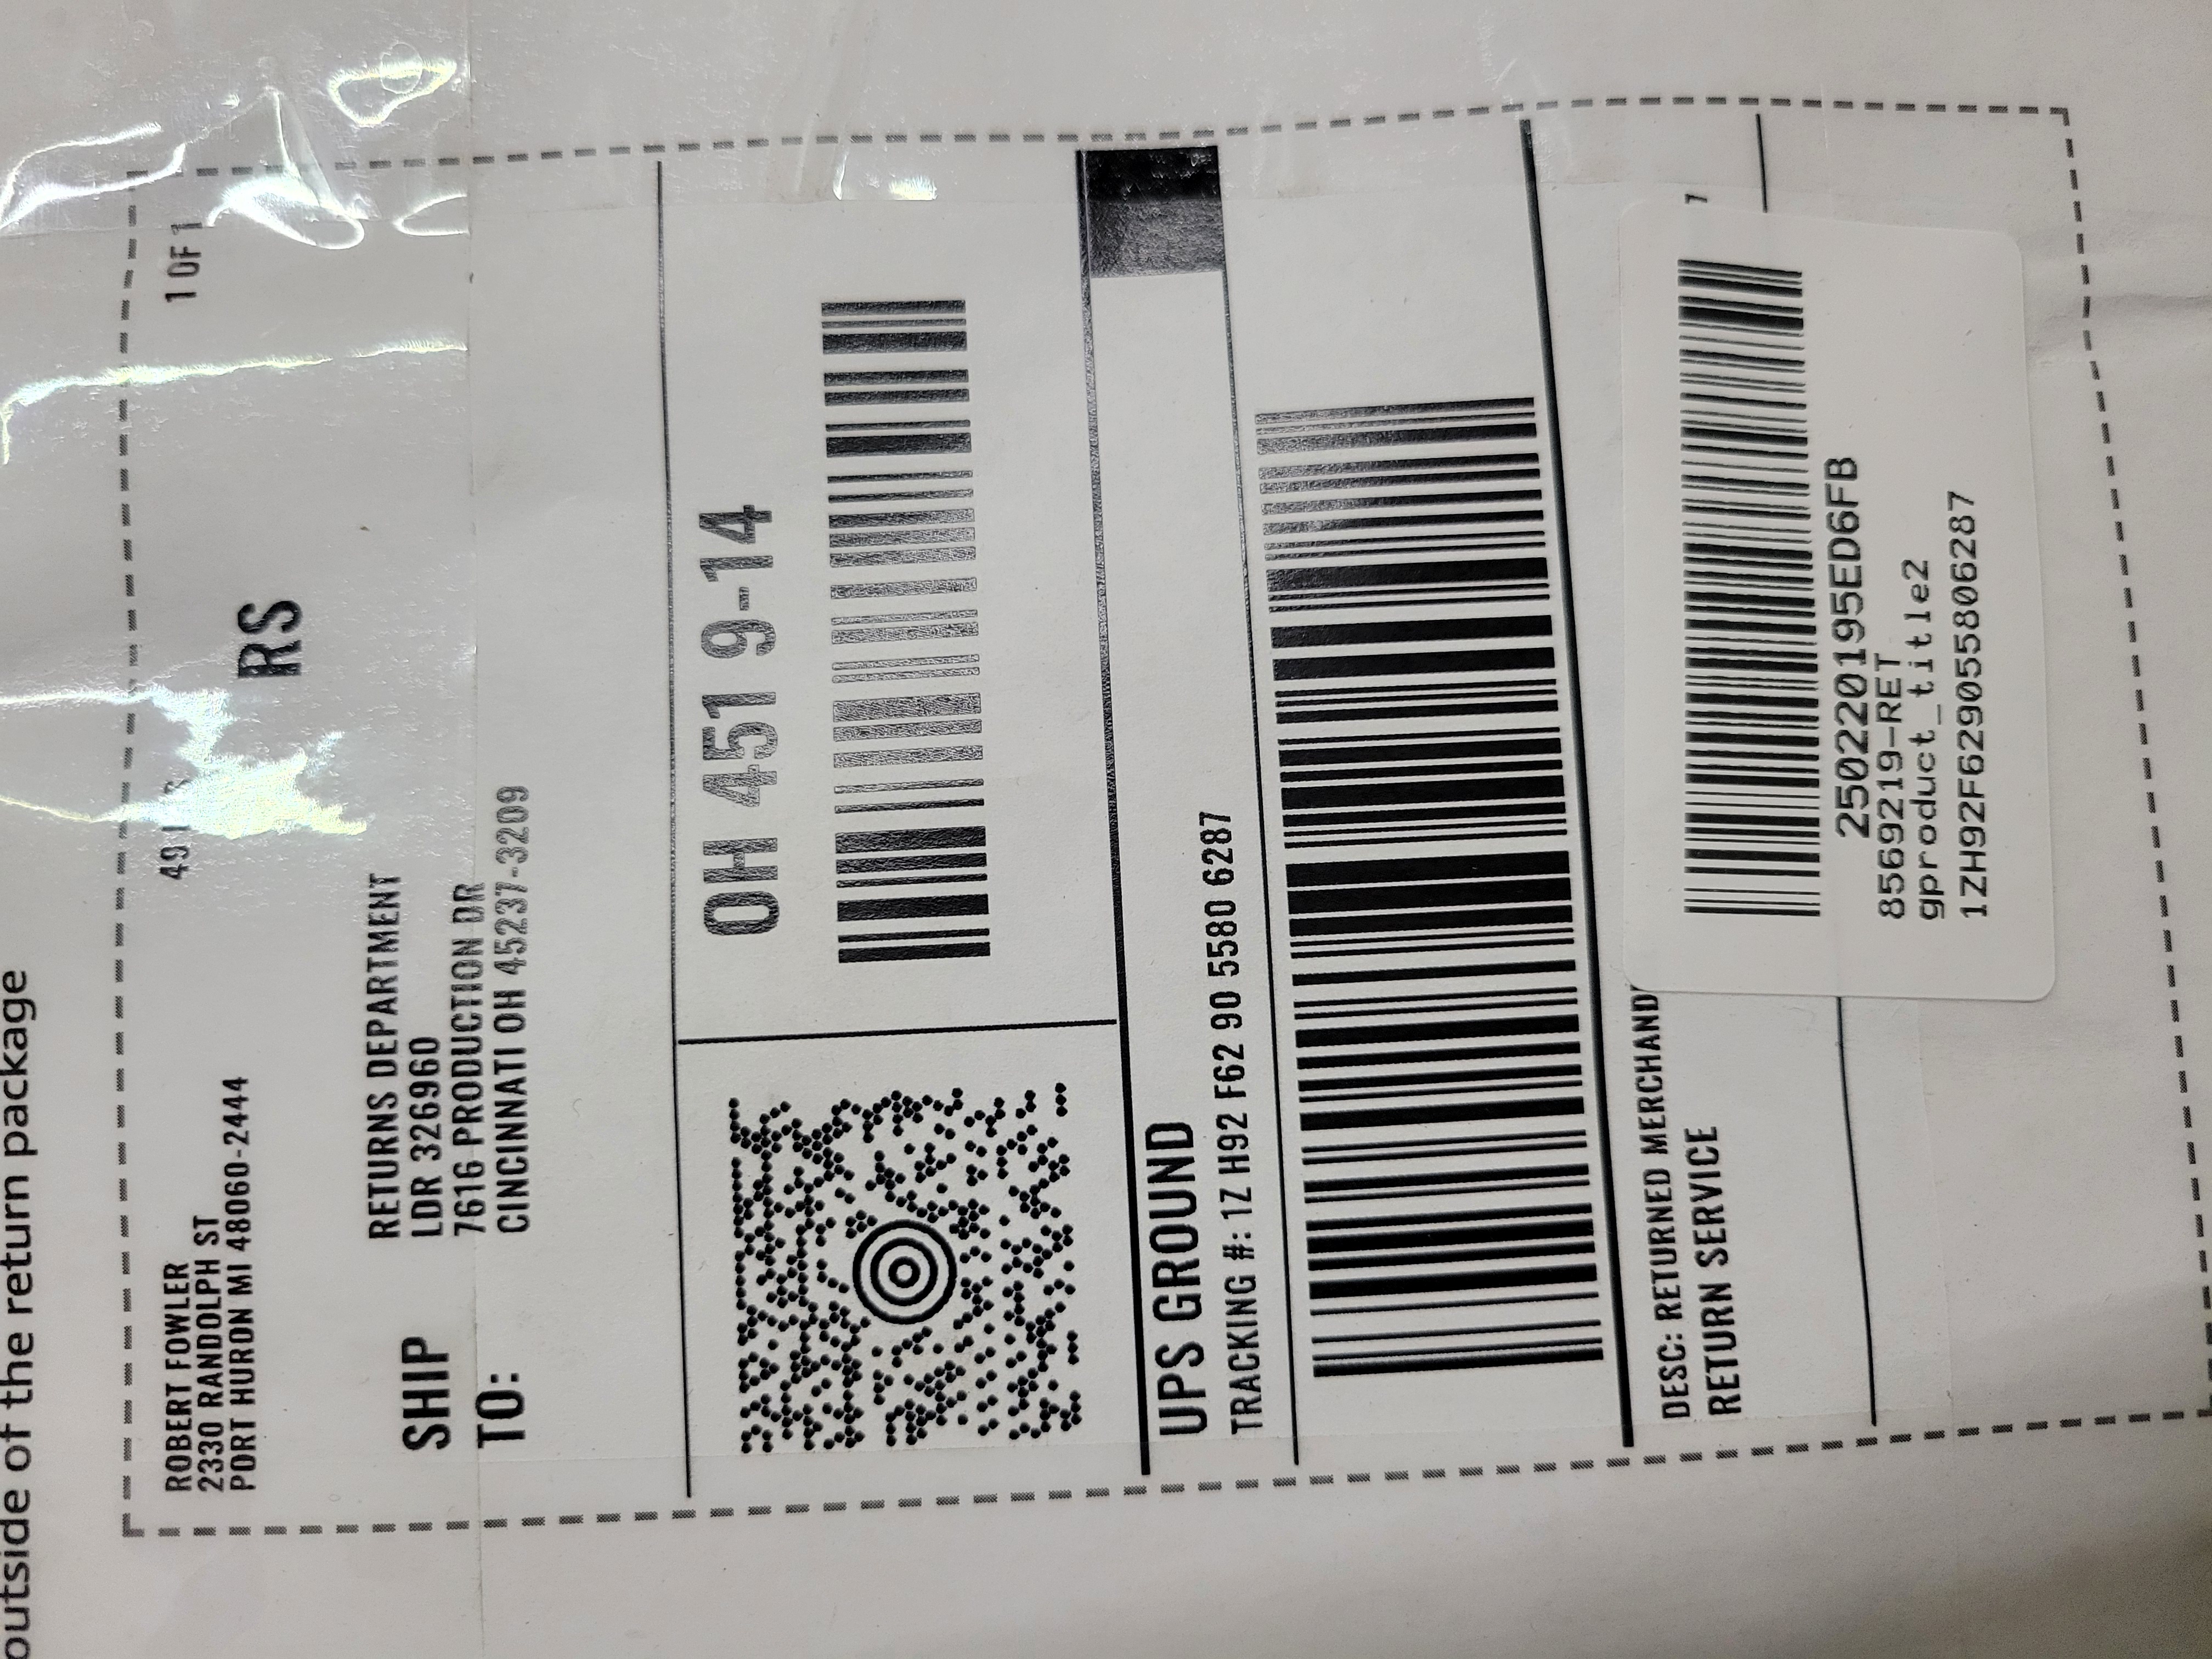 outside of the return package
ROBERT FOWLER
2330 RANDOLPH ST
PORT HURON MI 48060-2444
1 OF 1
RS
SHIP
TO:
RETURNS DEPARTMENT
LDR 326960
7616 PRODUCTION DR
CINCINNATI OH 45237-3209
OH 451 9-14
UPS GROUND
TRACKING #: 1Z H92 F62 90 5580 6287
DESC: RETURNED MERCHAND
RETURN SERVICE
250220195ED6FB
8569219-RET
gproduct_title2
1ZH92F629055806287